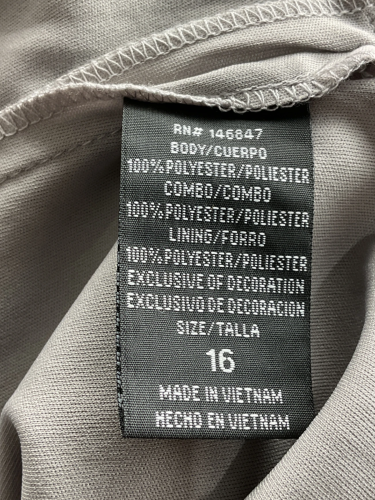 RN# 146847
BODY/CUERPO
100% POLYESTER/POLIESTER
COMBO/COMBO
100% POLYESTER/POLIESTER
LINING/FORRO
100% POLYESTER/POLIESTER
EXCLUSIVE OF DECORATION
EXCLUSIVO DE DECORACION
SIZE/TALLA
16
MADE IN VIETNAM
HECHO EN VIETNAM